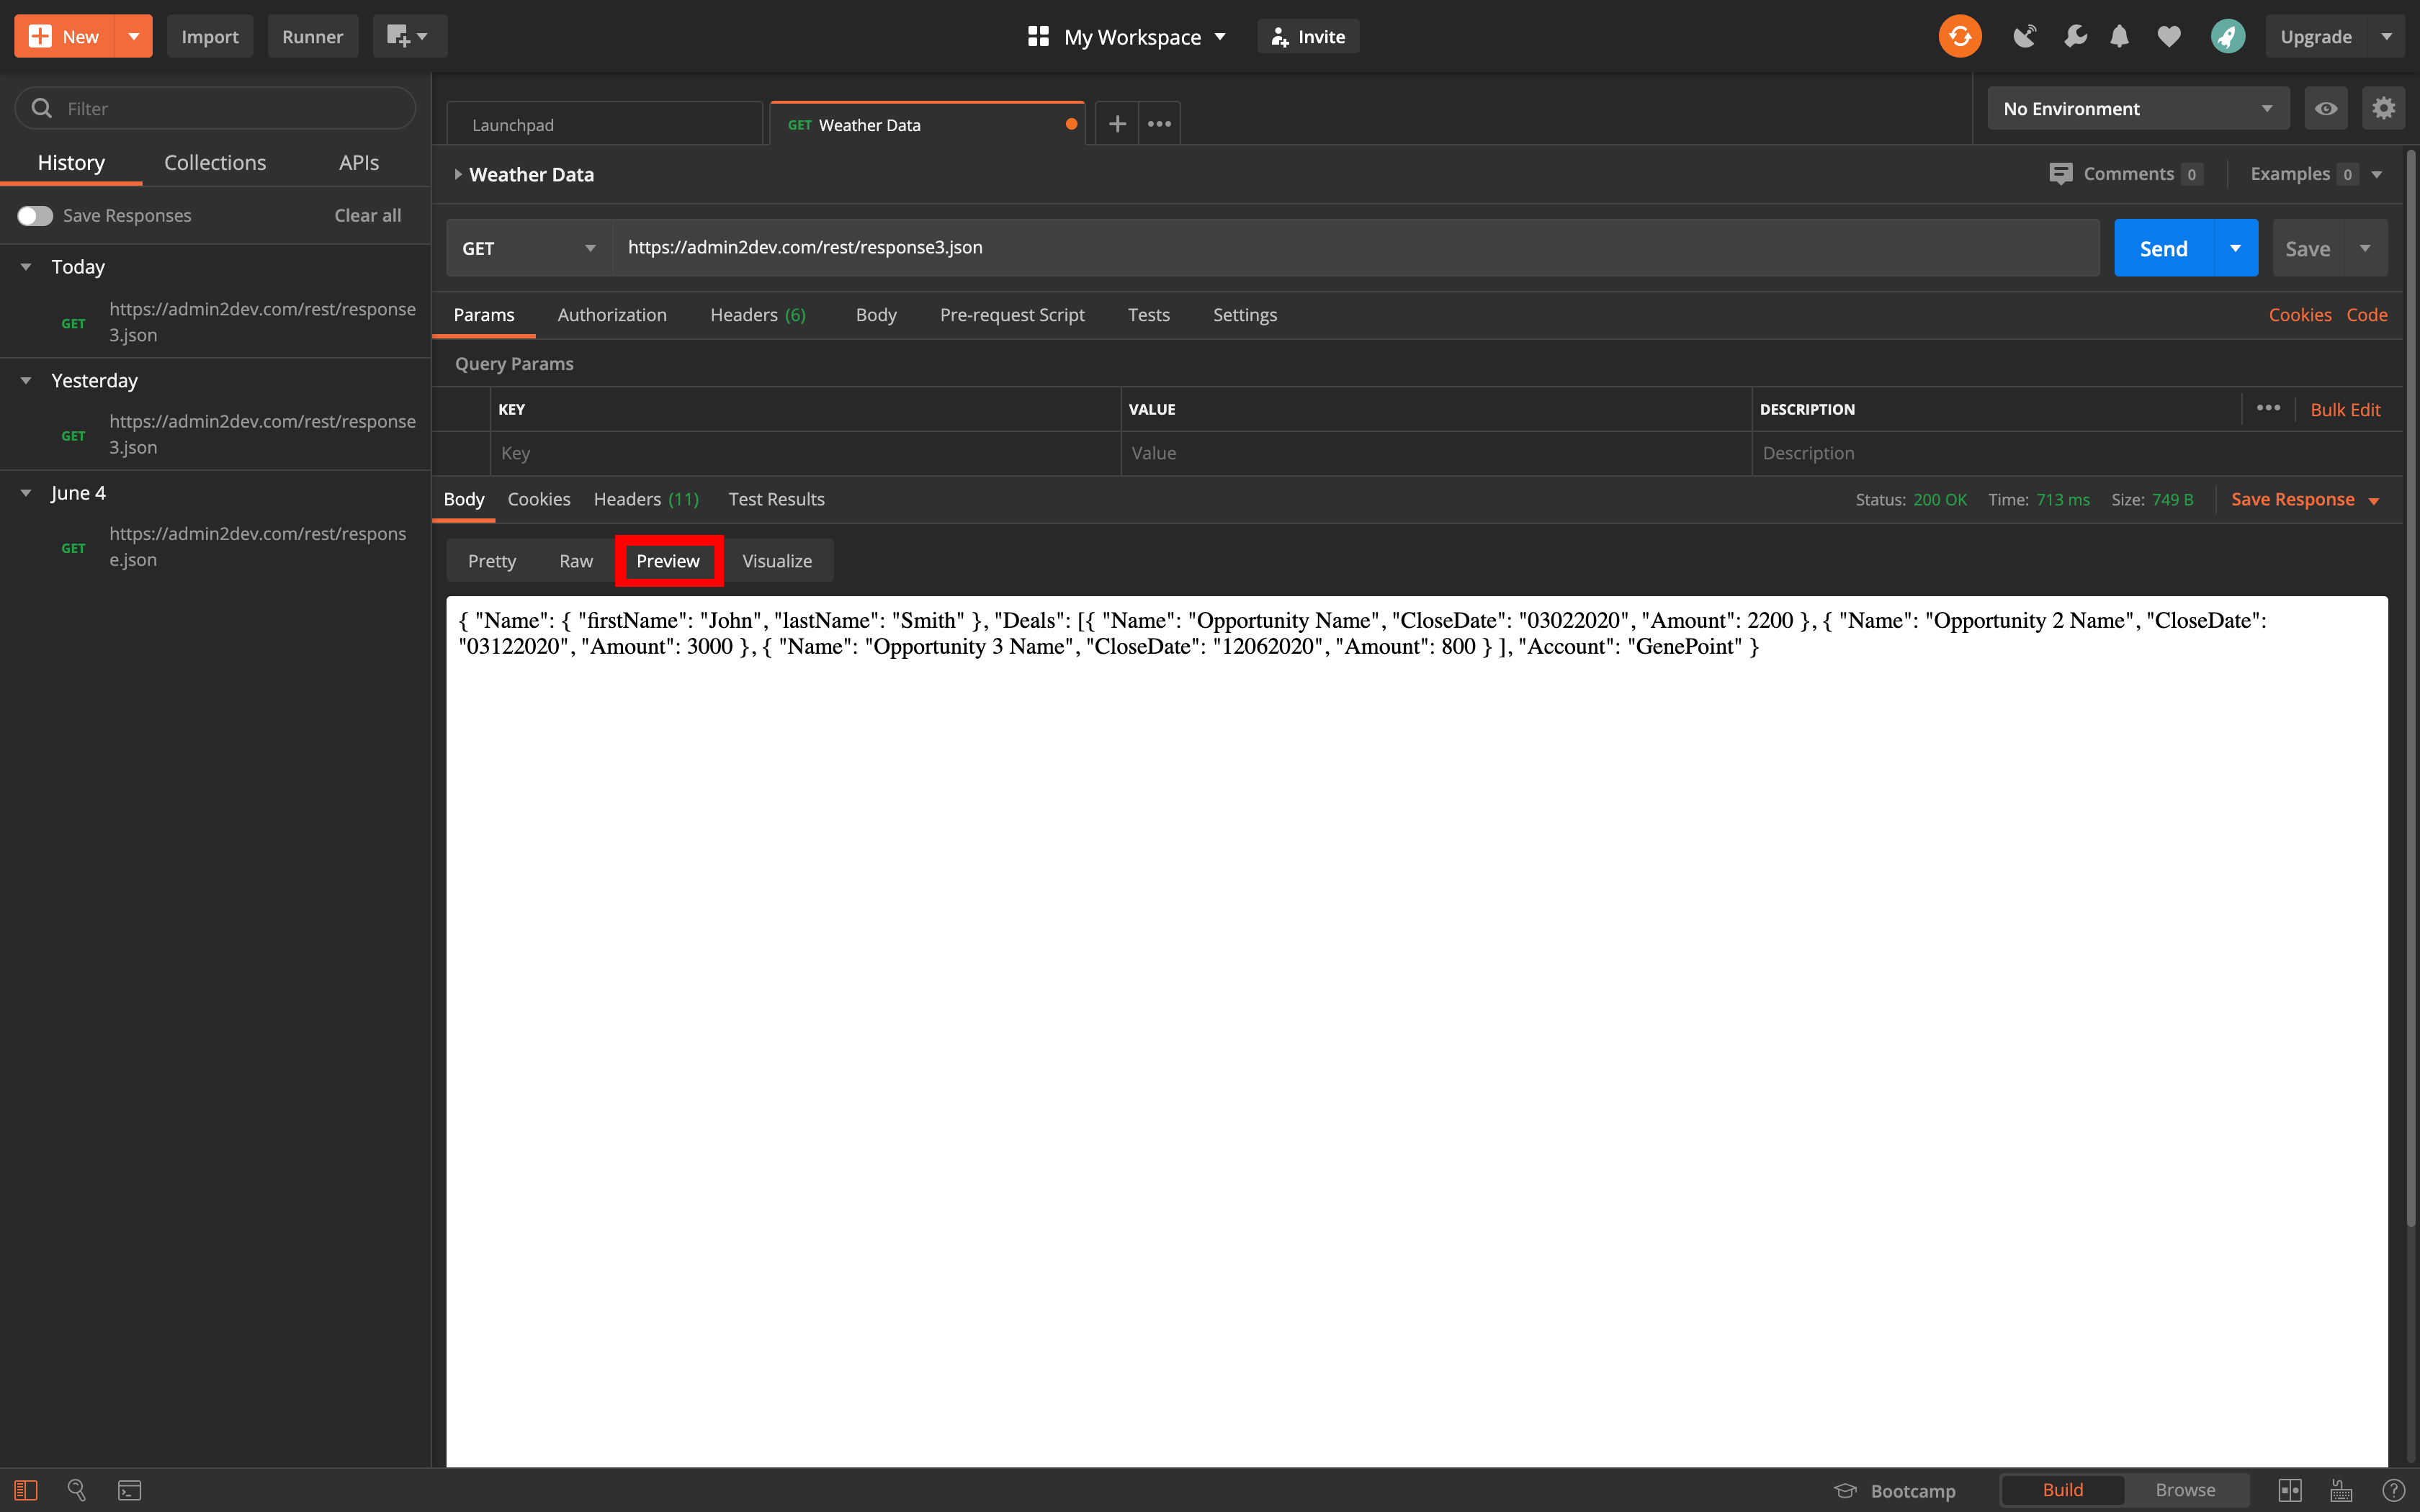 New
Import
Runner
My Workspace
Invite
Upgrade
Filter
History Collections APIs
Save Responses Clear all
Today
GET https://admin2dev.com/rest/response
3.json
Yesterday
GET https://admin2dev.com/rest/response
3.json
June 4
GET https://admin2dev.com/rest/respons
e.json
Launchpad
GET Weather Data
No Environment
Weather Data
Comments 0
Examples 0
GET https://admin2dev.com/rest/response3.json
Send
Save
Params Authorization Headers (6) Body Pre-request Script Tests Settings Cookies Code
Query Params
KEY VALUE DESCRIPTION Bulk Edit
Key Value Description
Body Cookies Headers (11) Test Results Status: 200 OK Time: 713 ms Size: 749 B Save Response
Pretty Raw Preview Visualize
{ "Name": { "firstName": "John", "lastName": "Smith" }, "Deals": [{ "Name": "Opportunity Name", "CloseDate": "03022020", "Amount": 2200 }, { "Name": "Opportunity 2 Name", "CloseDate":
"03122020", "Amount": 3000 }, { "Name": "Opportunity 3 Name", "CloseDate": "12062020", "Amount": 800 } ], "Account": "GenePoint" }
Bootcamp Build Browse